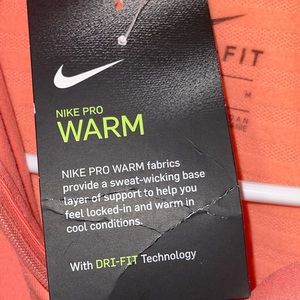 NIKE PRO
WARM
NIKE PRO WARM fabrics
provide a sweat-wicking base
layer of support to help you
feel locked-in and warm in
cool conditions.
With DRI-FIT Technology
FIT
M